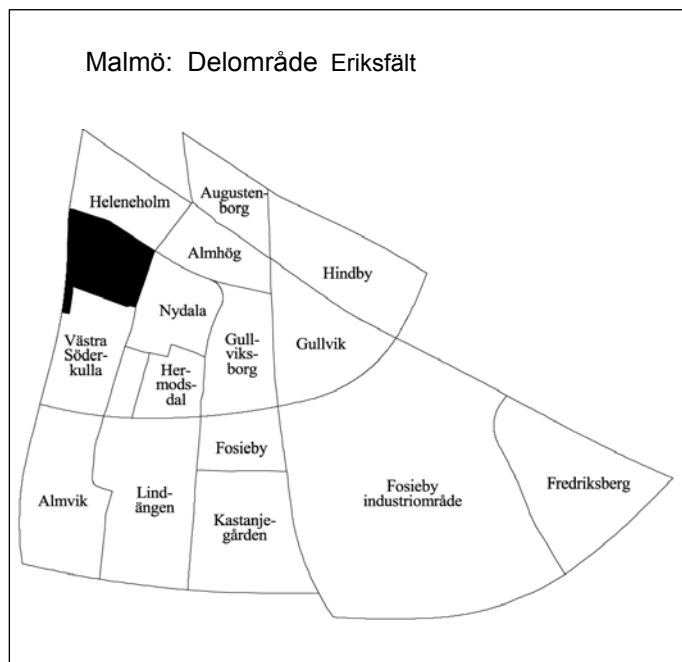 Malmö: Delområde Eriksfält
Heleneholm
Augusten-
borg
Almhög
Hindby
Nydala
Västra
Söder-
kulla
Gull-
viks-
borg
Gullvik
Her-
mods-
dal
Fosieby
Almvik
Lind-
ängen
Kastanje-
gården
Fosieby
industriområde
Fredriksberg